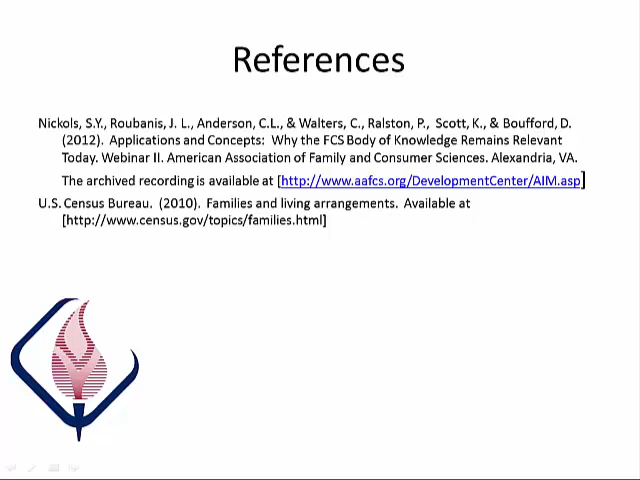 References
Nickols, S.Y., Roubanis, J. L., Anderson, C.L., & Walters, C., Ralston, P., Scott, K., & Boufford, D.
(2012). Applications and Concepts: Why the FCS Body of Knowledge Remains Relevant
Today. Webinar II. American Association of Family and Consumer Sciences. Alexandria, VA.
The archived recording is available at [http://www.aafcs.org/DevelopmentCenter/AIM.asp]
U.S. Census Bureau. (2010). Families and living arrangements. Available at
[http://www.census.gov/topics/families.html]